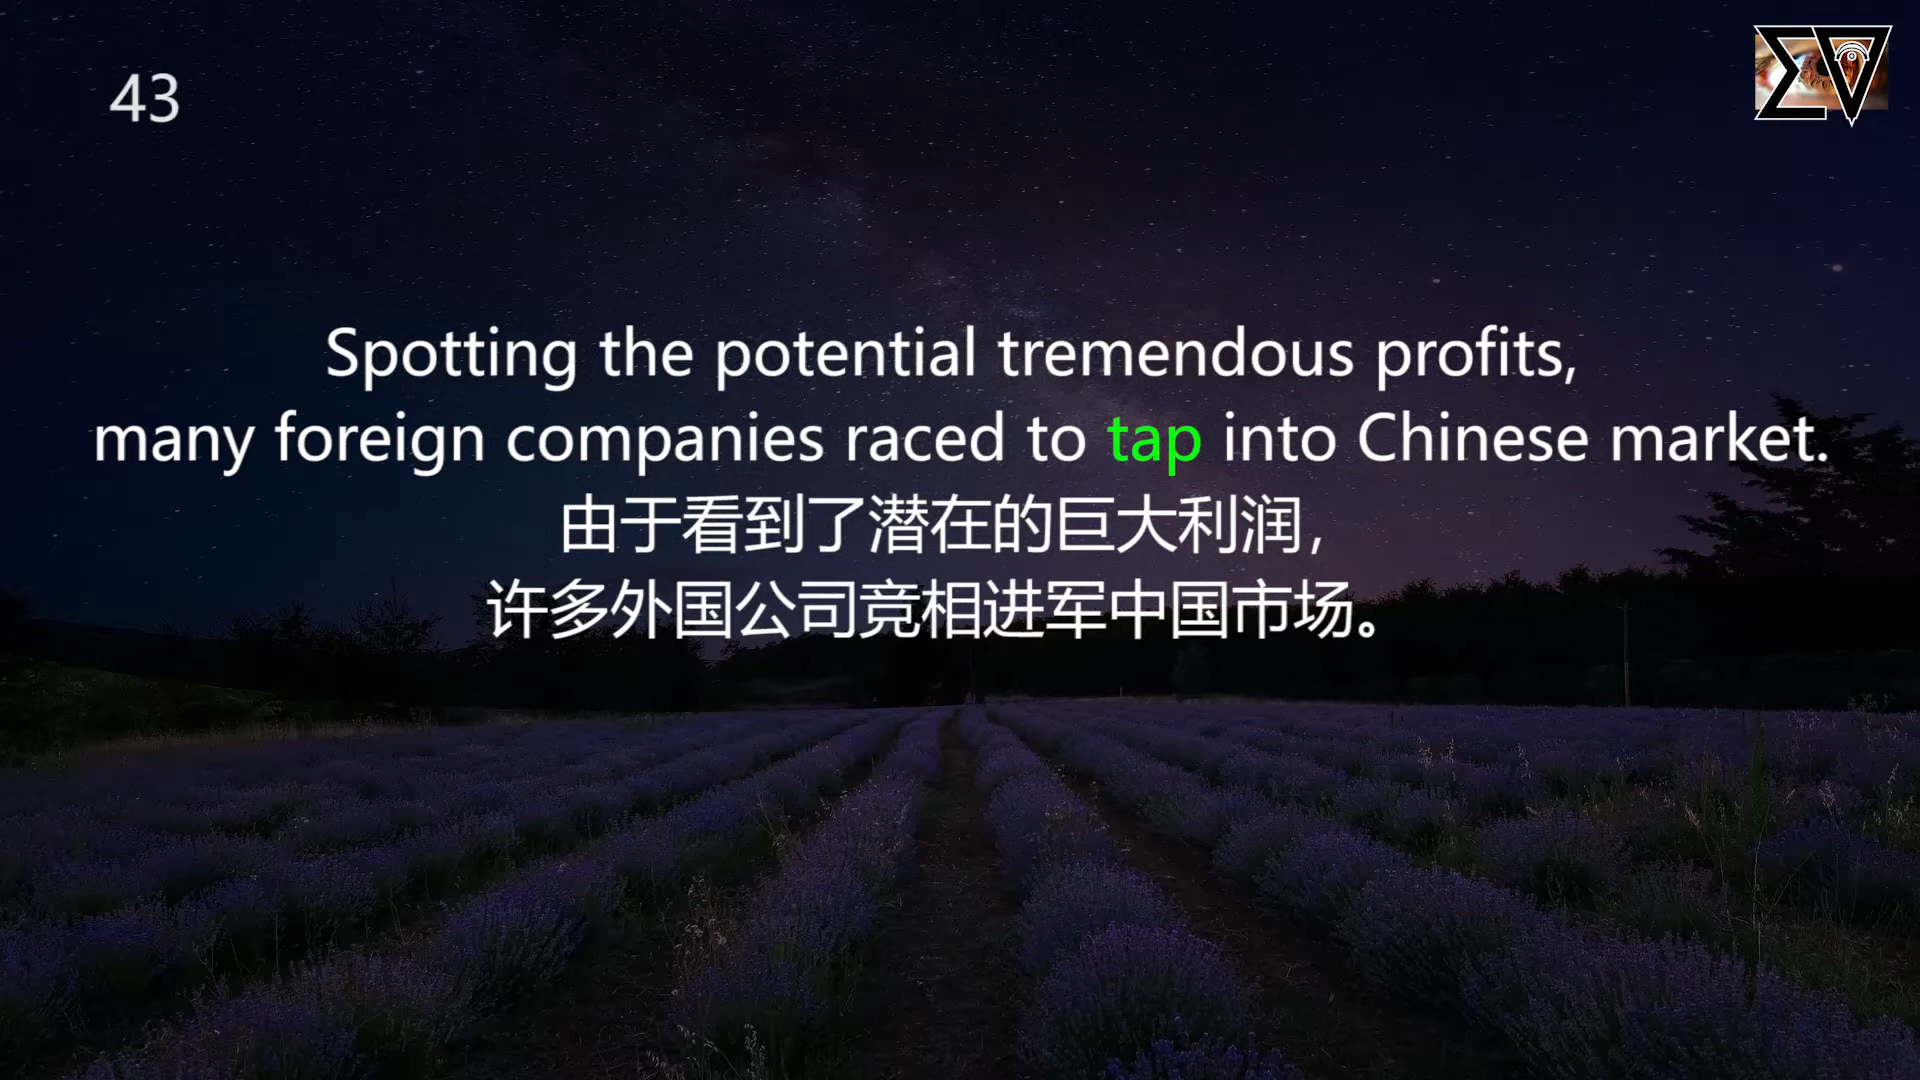 43
Spotting the potential tremendous profits,
many foreign companies raced to tap into Chinese market.
由于看到了潜在的巨大利润，
许多外国公司竞相进军中国市场。